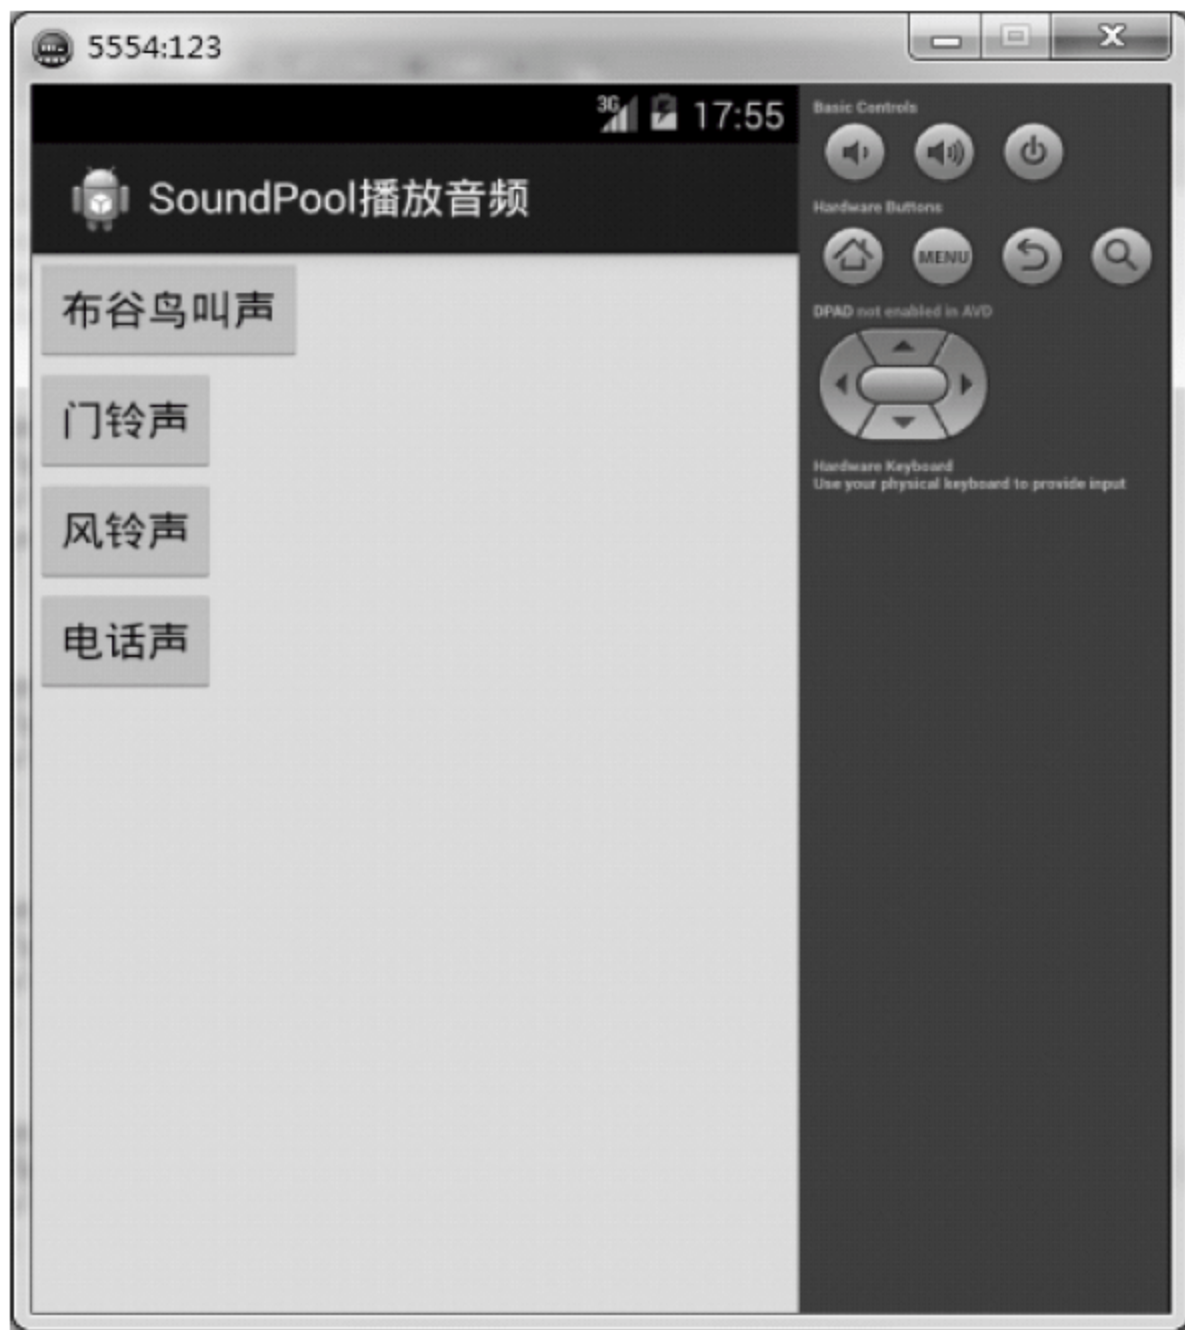 5554:123
3G 17:55
SoundPool播放音频
布谷鸟叫声
门铃声
风铃声
电话声
Basic Controls
Hardware Buttons
MENU
DPAD not enabled in AVD
Hardware Keyboard
Use your physical keyboard to provide input